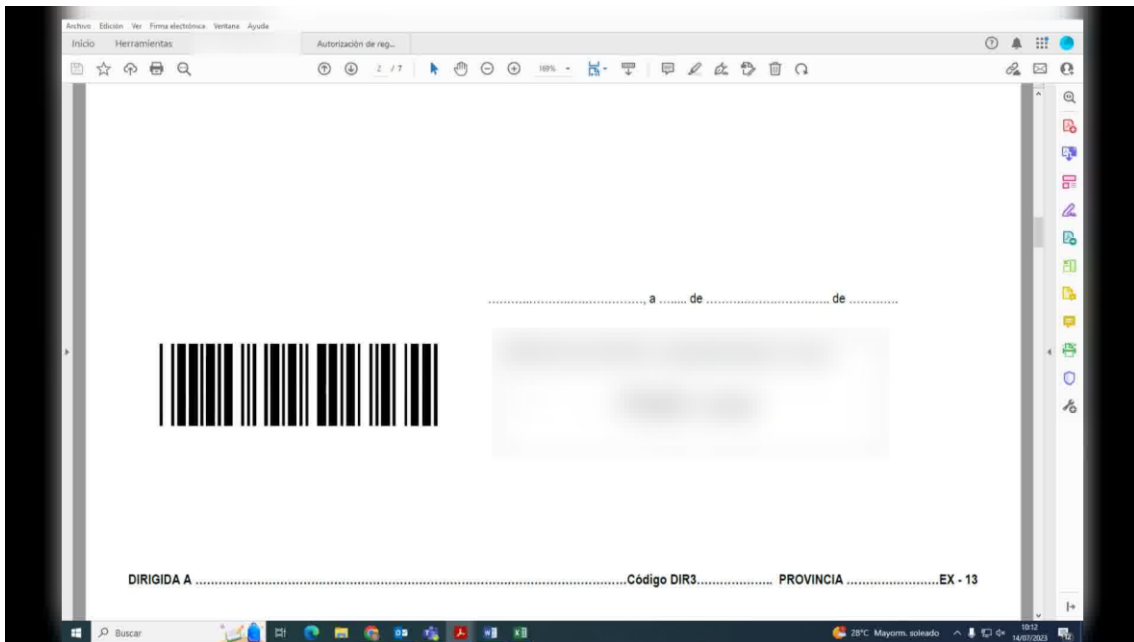 Archivo Edición Ver Firma electrónica Ventana Ayuda
Inicio Herramientas Autorización de reg...
2 / 7 169%
......................................., a ........ de ................................. de .............
DIRIGIDA A ..............................................................................................................Código DIR3.................... PROVINCIA ........................EX - 13
Buscar 28°C Mayorm. soleado 10:12
14/07/2023